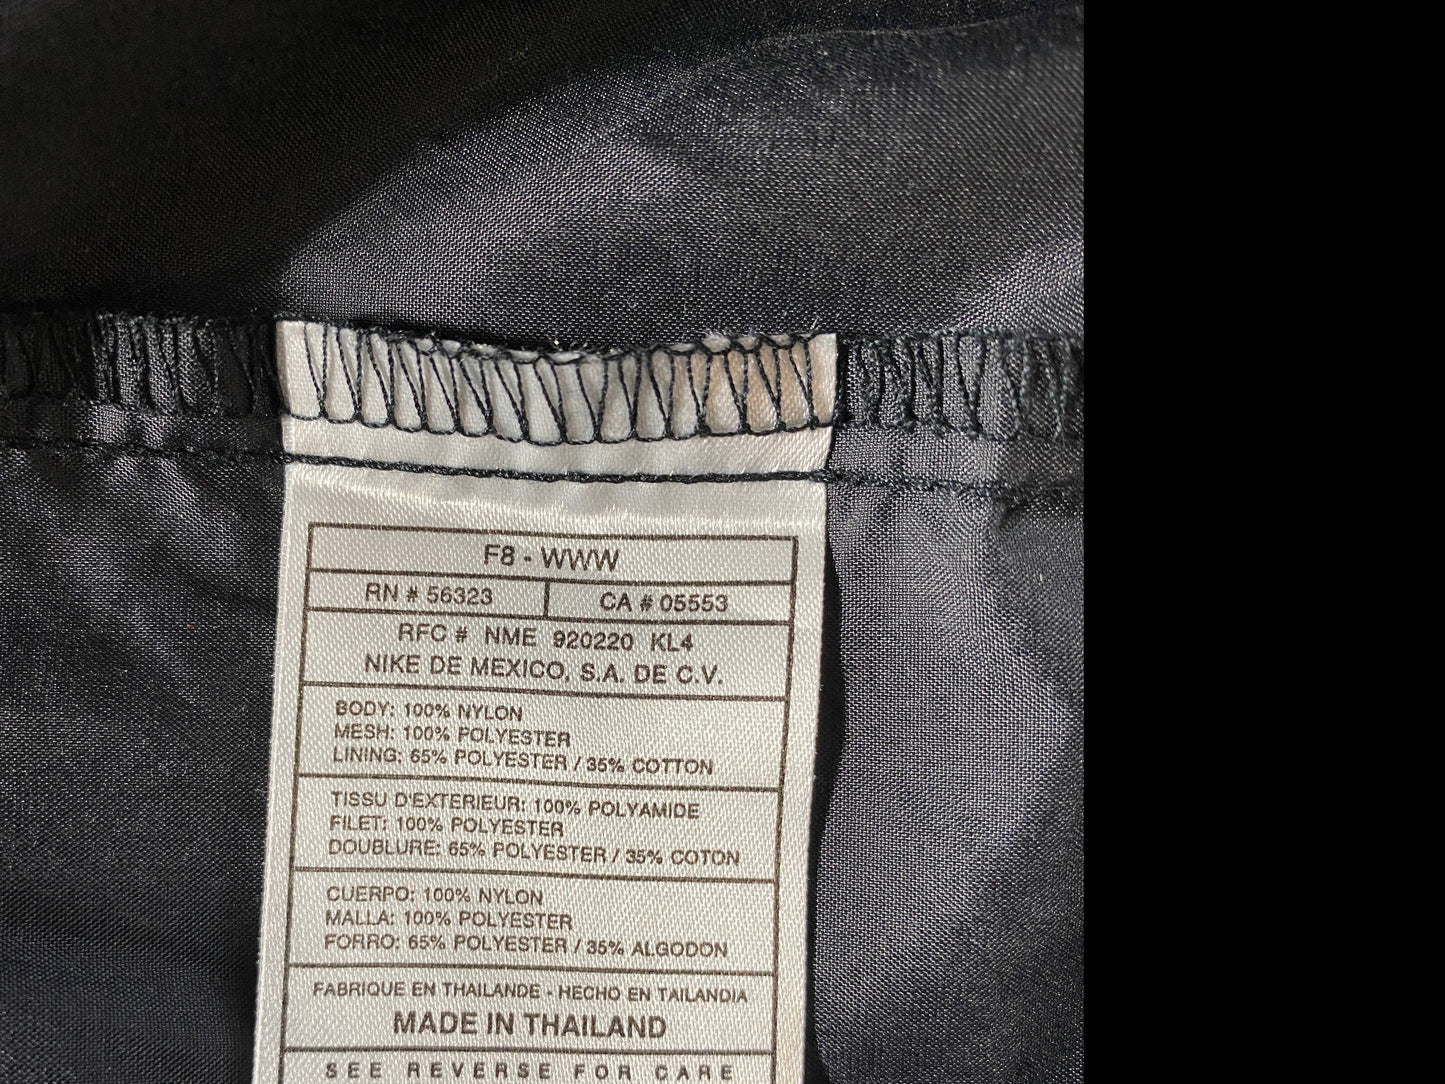 F8 - WWW
RN # 56323 CA # 05553
RFC # NME 920220 KL4
NIKE DE MEXICO, S.A. DE C.V.
BODY: 100% NYLON
MESH: 100% POLYESTER
LINING: 65% POLYESTER / 35% COTTON
TISSU D'EXTERIEUR: 100% POLYAMIDE
FILET: 100% POLYESTER
DOUBLURE: 65% POLYESTER / 35% COTON
CUERPO: 100% NYLON
MALLA: 100% POLYESTER
FORRO: 65% POLYESTER / 35% ALGODON
FABRIQUE EN THAILANDE - HECHO EN TAILANDIA
MADE IN THAILAND
SEE REVERSE FOR CARE